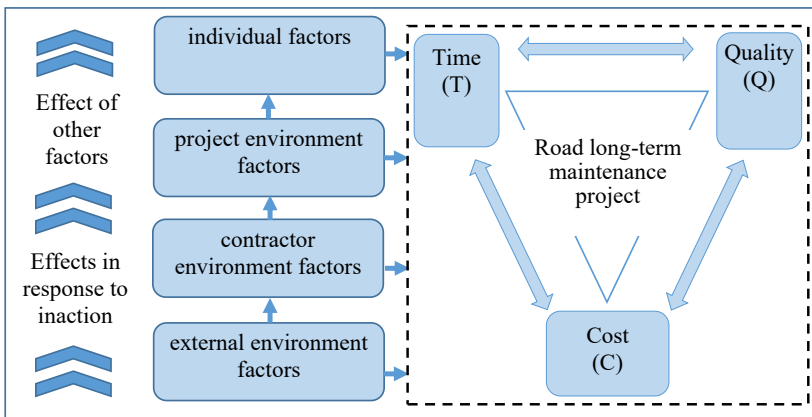 Effect of
other
factors
Effects in
response to
inaction
individual factors
project environment
factors
contractor
environment factors
external environment
factors
Time
(T)
Quality
(Q)
Road long-term
maintenance
project
Cost
(C)